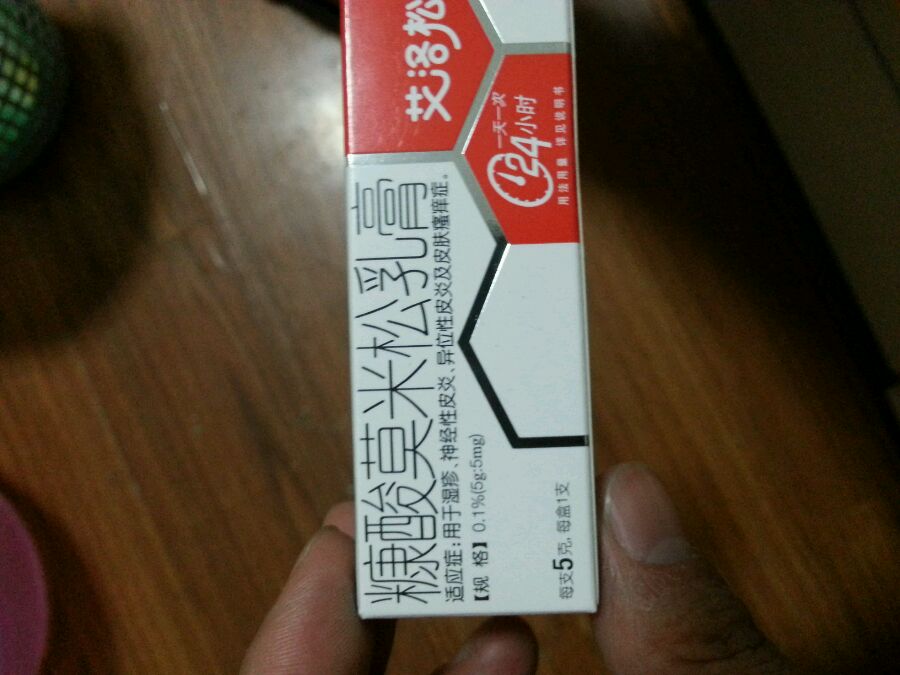 艾洛松
一天一次
24小时
用法用量 详见说明书
糠酸莫米松乳膏
适应症：用于湿疹、神经性皮炎、异位性皮炎及皮肤瘙痒症。
【规 格】0.1%(5g:5mg)
每支5克, 每盒1支